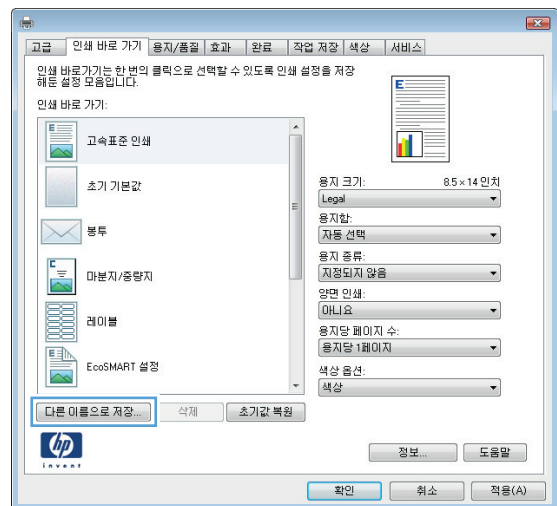 고급 인쇄 바로 가기 용지/품질 효과 완료 작업 저장 색상 서비스
인쇄 바로가기는 한 번의 클릭으로 선택할 수 있도록 인쇄 설정을 저장
해둔 설정 모음입니다.
인쇄 바로 가기:
고속표준 인쇄
초기 기본값
봉투
마분지/중량지
레이블
EcoSMART 설정
다른 이름으로 저장... 삭제 초기값 복원
용지 크기: 8.5 × 14 인치
Legal
용지함:
자동 선택
용지 종류:
지정되지 않음
양면 인쇄:
아니요
용지당 페이지 수:
용지당 1페이지
색상 옵션:
색상
hp
invent
정보... 도움말
확인 취소 적용(A)